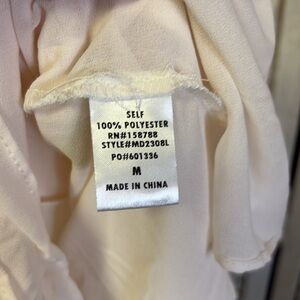 SELF
100% POLYESTER
RN#158788
STYLE#MD2308L
PO#601336
M
MADE IN CHINA